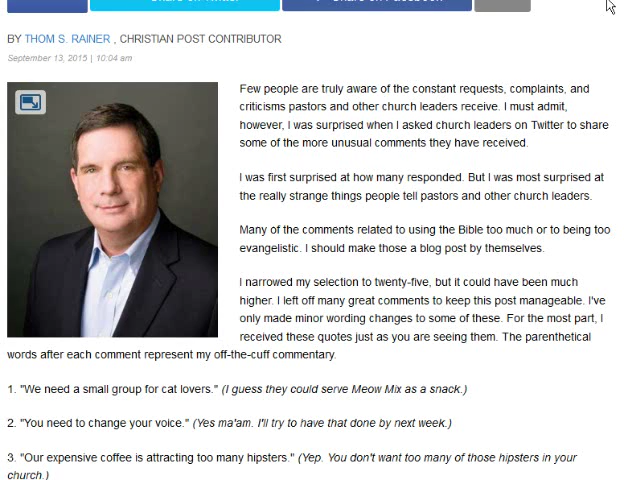 BY THOM S. RAINER , CHRISTIAN POST CONTRIBUTOR
September 13, 2015 | 10:04 am
Few people are truly aware of the constant requests, complaints, and
criticisms pastors and other church leaders receive. I must admit,
however, I was surprised when I asked church leaders on Twitter to share
some of the more unusual comments they have received.
I was first surprised at how many responded. But I was most surprised at
the really strange things people tell pastors and other church leaders.
Many of the comments related to using the Bible too much or to being too
evangelistic. I should make those a blog post by themselves.
I narrowed my selection to twenty-five, but it could have been much
higher. I left off many great comments to keep this post manageable. I've
only made minor wording changes to some of these. For the most part, I
received these quotes just as you are seeing them. The parenthetical
words after each comment represent my off-the-cuff commentary.
1. "We need a small group for cat lovers." (I guess they could serve Meow Mix as a snack.)
2. "You need to change your voice." (Yes ma'am. I'll try to have that done by next week.)
3. "Our expensive coffee is attracting too many hipsters." (Yep. You don't want too many of those hipsters in your
church.)